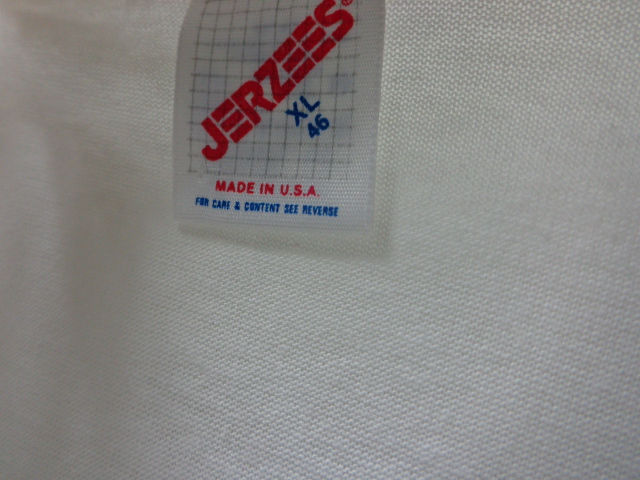 JERZEES®
XL
46
MADE IN U.S.A.
FOR CARE & CONTENT SEE REVERSE